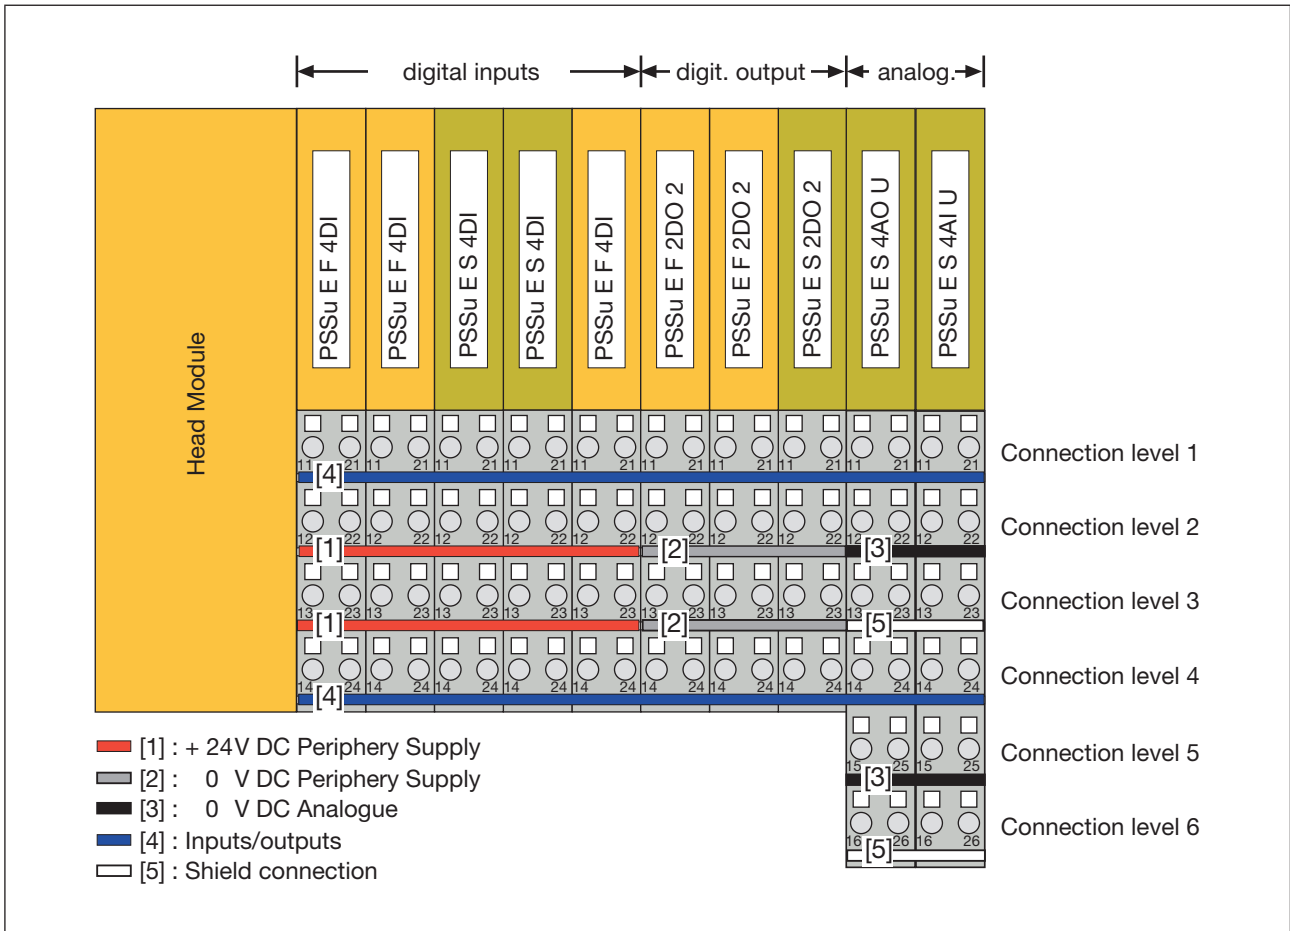 digital inputs digit. output analog.
Head Module
PSSu E F 4DI
PSSu E F 4DI
PSSu E S 4DI
PSSu E S 4DI
PSSu E F 4DI
PSSu E F 2DO 2
PSSu E F 2DO 2
PSSu E S 2DO 2
PSSu E S 4AO U
PSSu E S 4AI U
11 21 11 21 11 21 11 21 11 21 11 21 11 21 11 21 11 21 11 21
Connection level 1
[4]
12 22 12 22 12 22 12 22 12 22 12 22 12 22 12 22 12 22 12 22
Connection level 2
[1] [2] [3]
13 23 13 23 13 23 13 23 13 23 13 23 13 23 13 23 13 23 13 23
Connection level 3
[1] [2] [5]
14 24 14 24 14 24 14 24 14 24 14 24 14 24 14 24 14 24 14 24
Connection level 4
[4]
15 25 15 25
Connection level 5
[3]
16 26 16 26
Connection level 6
[5]
[1] : + 24V DC Periphery Supply
[2] : 0 V DC Periphery Supply
[3] : 0 V DC Analogue
[4] : Inputs/outputs
[5] : Shield connection